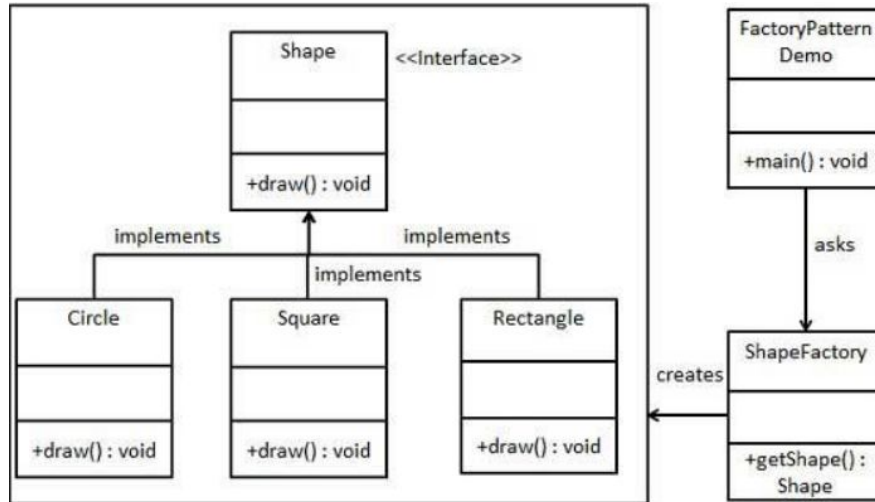 Shape
<<Interface>>
+draw() : void
implements
implements
implements
Circle
+draw() : void
Square
+draw() : void
Rectangle
+draw() : void
FactoryPattern
Demo
+main() : void
asks
creates
ShapeFactory
+getShape() :
Shape